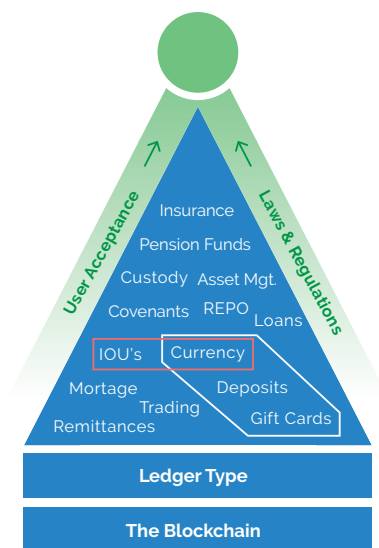 User Acceptance
Laws & Regulations
Insurance
Pension Funds
Custody Asset Mgt.
Covenants REPO
Loans
IOU's Currency
Mortage Deposits
Trading
Gift Cards
Remittances
Ledger Type
The Blockchain